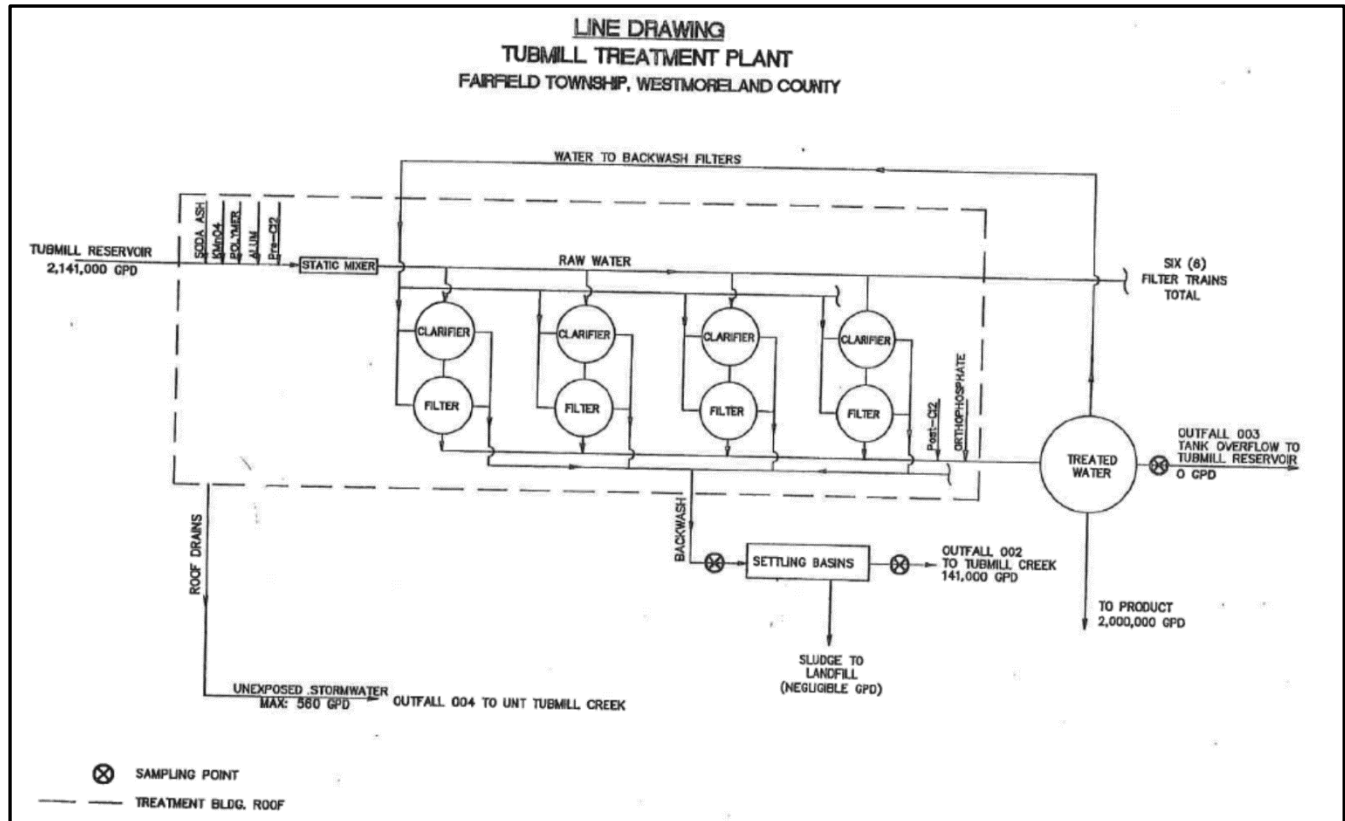 LINE DRAWING
TUBMILL TREATMENT PLANT
FAIRFIELD TOWNSHIP, WESTMORELAND COUNTY
WATER TO BACKWASH FILTERS
SODA ASH
KMnO4
POLYMER
ALUM
Pre-Cl2
TUBMILL RESERVOIR
2,141,000 GPD
STATIC MIXER
RAW WATER
SIX (6)
FILTER TRAINS
TOTAL
CLARIFIER
CLARIFIER
CLARIFIER
CLARIFIER
FILTER
FILTER
FILTER
FILTER
Post-Cl2
ORTHOPHOSPHATE
TREATED
WATER
OUTFALL 003
TANK OVERFLOW TO
TUBMILL RESERVOIR
0 GPD
ROOF DRAINS
BACKWASH
SETTLING BASINS
OUTFALL 002
TO TUBMILL CREEK
141,000 GPD
TO PRODUCT
2,000,000 GPD
SLUDGE TO
LANDFILL
(NEGLIGIBLE GPD)
UNEXPOSED STORMWATER
MAX: 560 GPD
OUTFALL 004 TO UNT TUBMILL CREEK
SAMPLING POINT
TREATMENT BLDG. ROOF